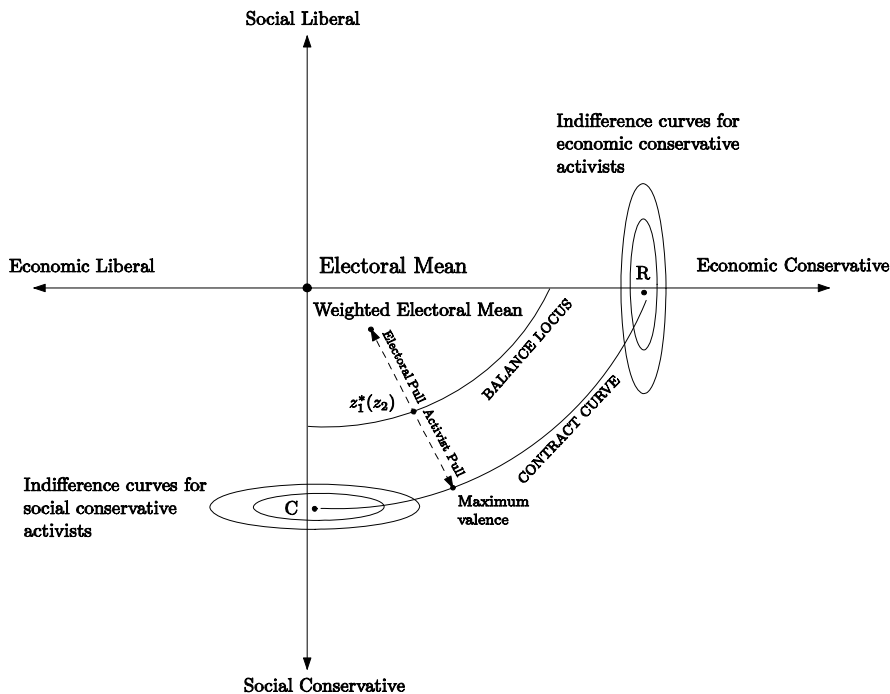 Social Liberal
Indifference curves for
economic conservative
activists
Economic Liberal
Electoral Mean
R
Economic Conservative
Weighted Electoral Mean
Electoral Pull
BALANCE LOCUS
z₁*(z₂)
Activist Pull
CONTRACT CURVE
Indifference curves for
social conservative
activists
C
Maximum
valence
Social Conservative